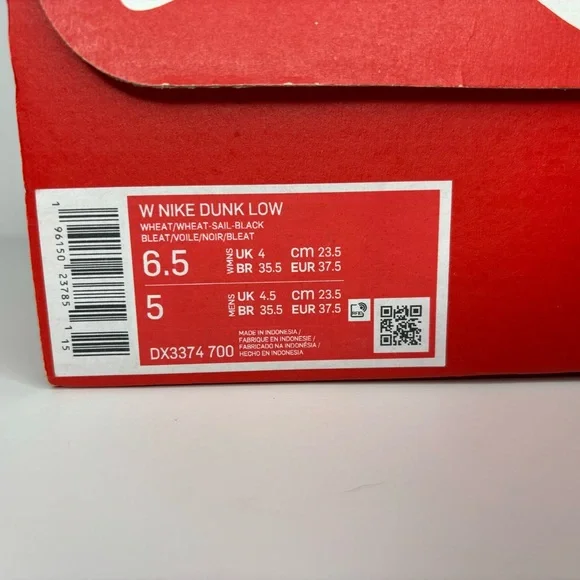 W NIKE DUNK LOW
WHEAT/WHEAT-SAIL-BLACK
BLEAT/VOILE/NOIR/BLEAT
6.5 WMNS UK 4 cm 23.5
BR 35.5 EUR 37.5
5 MENS UK 4.5 cm 23.5
BR 35.5 EUR 37.5
DX3374 700
MADE IN INDONESIA/
FABRIQUE EN INDONESIE/
FABRICADO NA INDONÉSIA/
HECHO EN INDONESIA
1 96150 23785 15